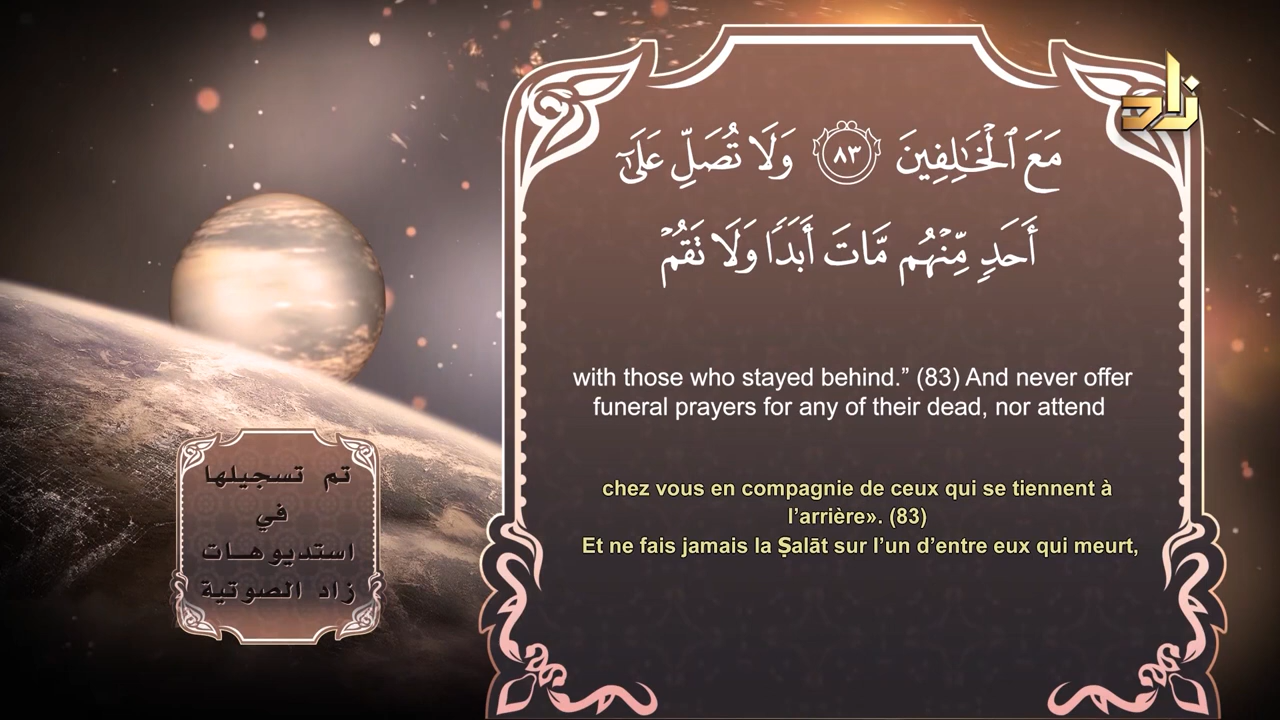 زاد
مَعَ ٱلْخَٰلِفِينَ ٨٣ وَلَا تُصَلِّ عَلَىٰٓ
أَحَدٍ مِّنْهُم مَّاتَ أَبَدًا وَلَا تَقُمْ
with those who stayed behind.” (83) And never offer
funeral prayers for any of their dead, nor attend
chez vous en compagnie de ceux qui se tiennent à
l’arrière». (83)
Et ne fais jamais la Ṣalāt sur l’un d’entre eux qui meurt,
تم تسجيلها
في
استديوهات
زاد الصوتية